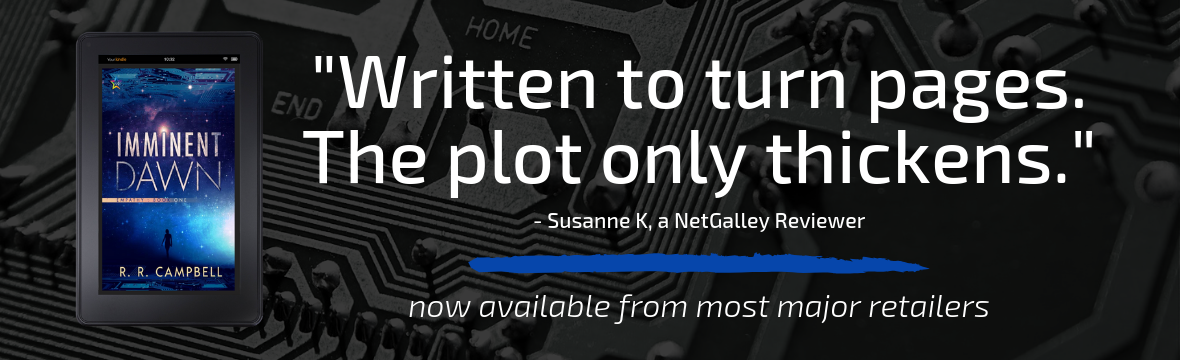 HOME
END
"Written to turn pages.
The plot only thickens."
- Susanne K, a NetGalley Reviewer
now available from most major retailers
IMMINENT
DAWN
R. R. CAMPBELL